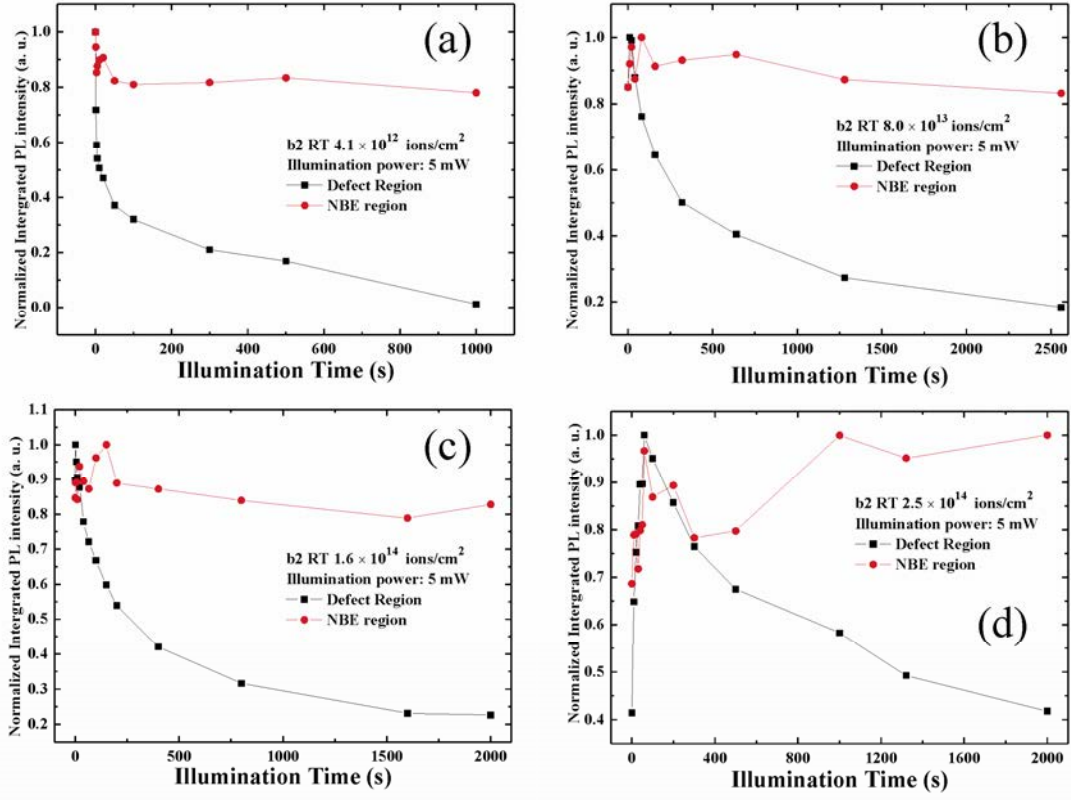 (a)
Normalized Intergrated PL intensity (a. u.)
1.0
0.8
0.6
0.4
0.2
0.0
b2 RT 4.1 × 10¹² ions/cm²
Illumination power: 5 mW
Defect Region
NBE region
0 200 400 600 800 1000
Illumination Time (s)
(b)
Normalized Intergrated PL intensity (a. u.)
1.0
0.8
0.6
0.4
0.2
b2 RT 8.0 × 10¹³ ions/cm²
Illumination power: 5 mW
Defect Region
NBE region
0 500 1000 1500 2000 2500
Illumination Time (s)
(c)
Normalized Intergrated PL intensity (a. u.)
1.1
1.0
0.9
0.8
0.7
0.6
0.5
0.4
0.3
0.2
b2 RT 1.6 × 10¹⁴ ions/cm²
Illumination power: 5 mW
Defect Region
NBE region
0 500 1000 1500 2000
Illumination Time (s)
Normalized Intergrated PL intensity (a. u.)
1.0
0.9
0.8
0.7
0.6
0.5
0.4
b2 RT 2.5 × 10¹⁴ ions/cm²
Illumination power: 5 mW
Defect Region
NBE region
(d)
0 400 800 1200 1600 2000
Illumination Time (s)